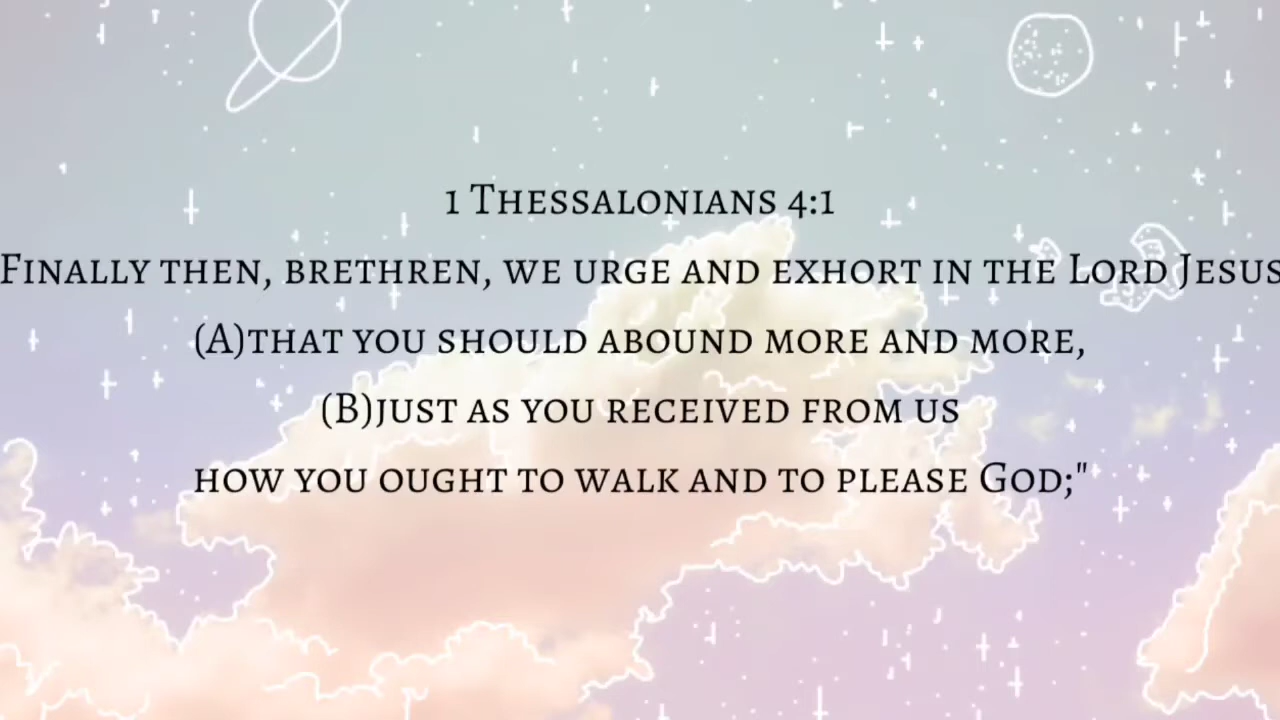 1 Thessalonians 4:1
Finally then, brethren, we urge and exhort in the Lord Jesus
(A)that you should abound more and more,
(B)just as you received from us
how you ought to walk and to please God;"